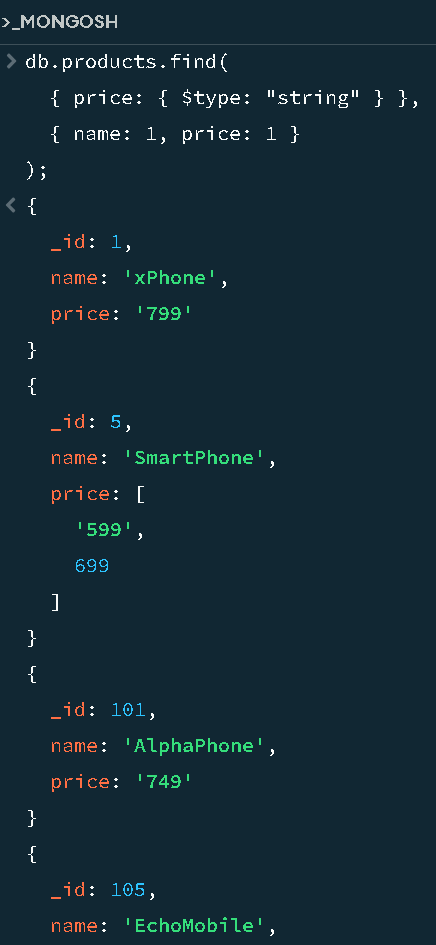 >_MONGOSH
> db.products.find(
{ price: { $type: "string" } },
{ name: 1, price: 1 }
);
< {
_id: 1,
name: 'xPhone',
price: '799'
}
{
_id: 5,
name: 'SmartPhone',
price: [
'599',
699
]
}
{
_id: 101,
name: 'AlphaPhone',
price: '749'
}
{
_id: 105,
name: 'EchoMobile',